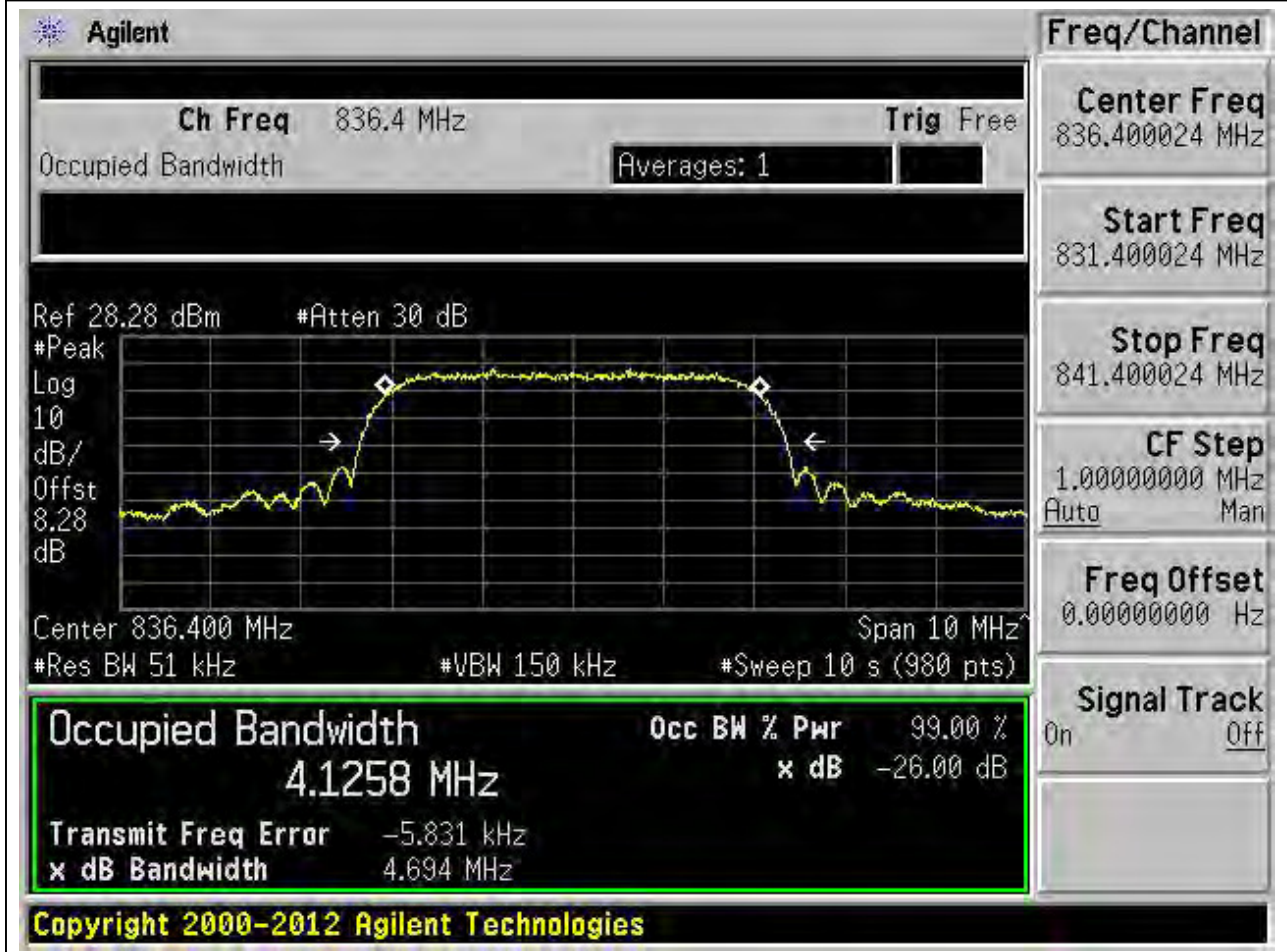 Agilent
Freq/Channel
Ch Freq 836.4 MHz Trig Free
Occupied Bandwidth Averages: 1
Center Freq
836.400024 MHz
Start Freq
831.400024 MHz
Stop Freq
841.400024 MHz
CF Step
1.00000000 MHz
Auto Man
Freq Offset
0.00000000 Hz
Signal Track
On Off
Ref 28.28 dBm #Atten 30 dB
#Peak
Log
10
dB/
Offst
8.28
dB
Center 836.400 MHz Span 10 MHz^
#Res BW 51 kHz #VBW 150 kHz #Sweep 10 s (980 pts)
Occupied Bandwidth
4.1258 MHz
Occ BW % Pwr 99.00 %
x dB -26.00 dB
Transmit Freq Error -5.831 kHz
x dB Bandwidth 4.694 MHz
Copyright 2000-2012 Agilent Technologies